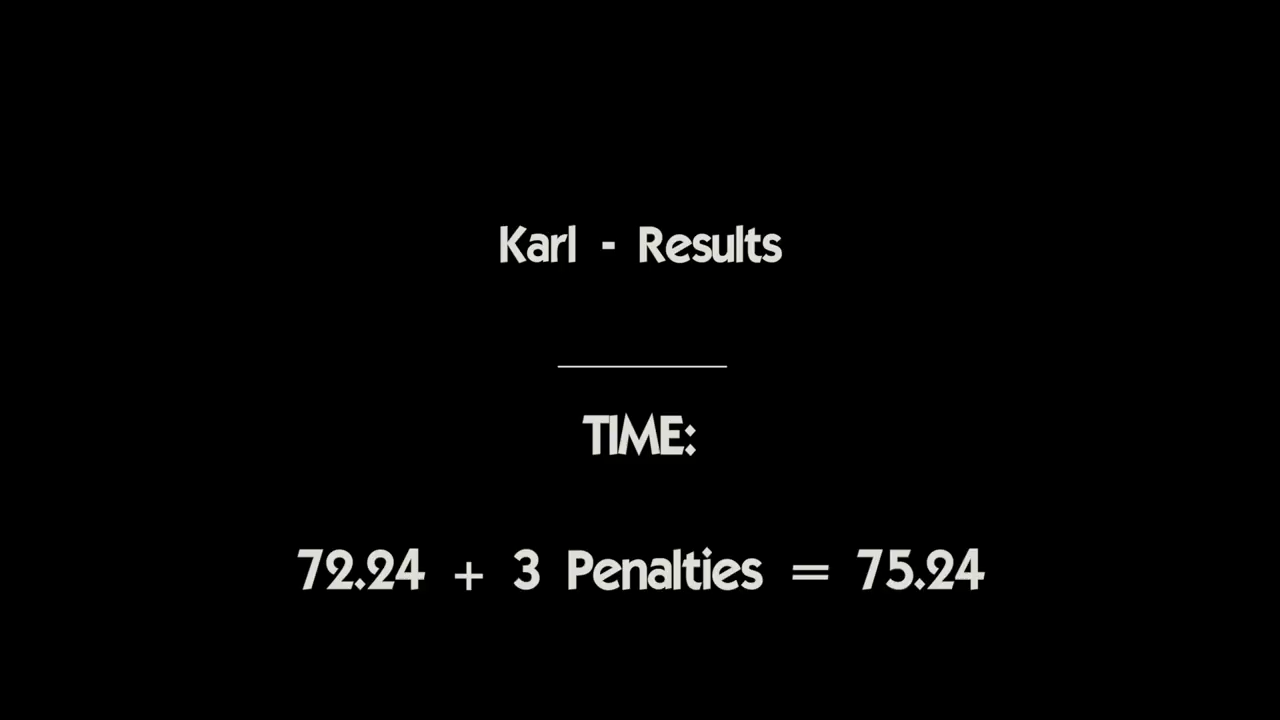 Karl - Results
TIME:
72.24 + 3 Penalties = 75.24